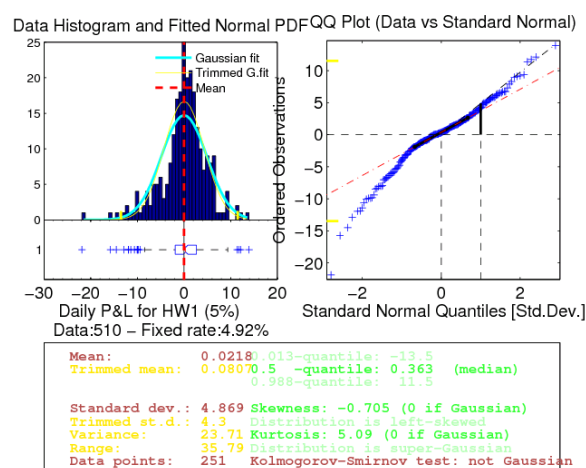 Data Histogram and Fitted Normal PDF
QQ Plot (Data vs Standard Normal)
25
20
15
10
5
0
Gaussian fit
Trimmed G.fit
Mean
1
−30 −20 −10 0 10 20
Daily P&L for HW1 (5%)
Data:510 − Fixed rate:4.92%
Ordered Observations
10
5
0
−5
−10
−15
−20
−2 0 2
Standard Normal Quantiles [Std.Dev.]
Mean: 0.0218 0.013-quantile: -13.5
Trimmed mean: 0.0807 0.5 -quantile: 0.363 (median)
0.988-quantile: 11.5
Standard dev.: 4.869 Skewness: -0.705 (0 if Gaussian)
Trimmed st.d.: 4.3 Distribution is left-skewed
Variance: 23.71 Kurtosis: 5.09 (0 if Gaussian)
Range: 35.79 Distribution is super-Gaussian
Data points: 251 Kolmogorov-Smirnov test: not Gaussian